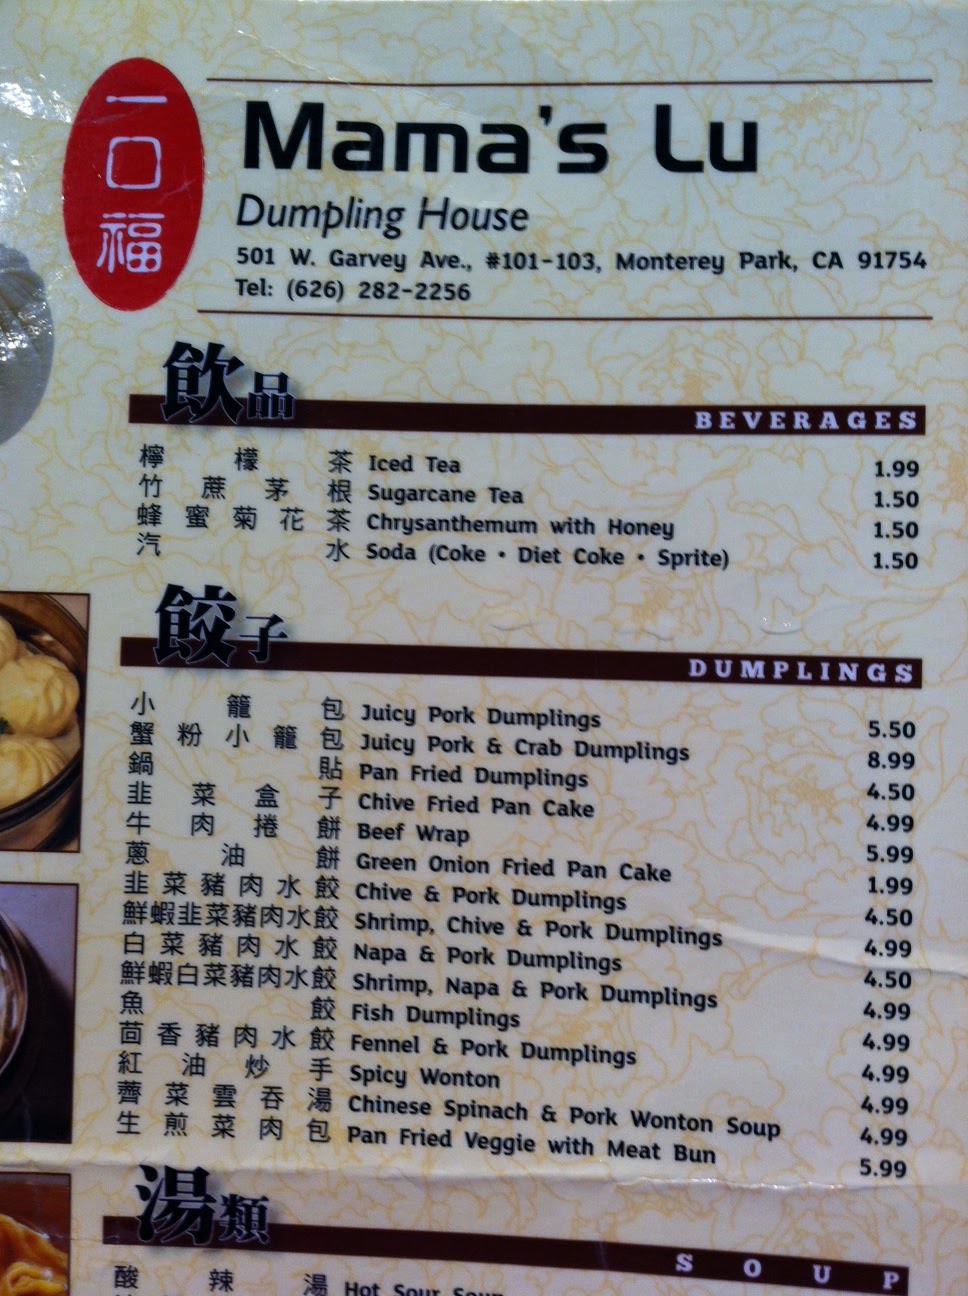 一口福
Mama's Lu
Dumpling House
501 W. Garvey Ave., #101-103, Monterey Park, CA 91754
Tel: (626) 282-2256
飲品 BEVERAGES
檸檬茶 Iced Tea 1.99
竹蔗茅根 Sugarcane Tea 1.50
蜂蜜菊花茶 Chrysanthemum with Honey 1.50
汽水 Soda (Coke • Diet Coke • Sprite) 1.50
餃子 DUMPLINGS
小籠包 Juicy Pork Dumplings 5.50
蟹粉小籠包 Juicy Pork & Crab Dumplings 8.99
鍋貼 Pan Fried Dumplings 4.50
韭菜盒子 Chive Fried Pan Cake 4.99
牛肉捲餅 Beef Wrap 5.99
蔥油餅 Green Onion Fried Pan Cake 1.99
韭菜豬肉水餃 Chive & Pork Dumplings 4.50
鮮蝦韭菜豬肉水餃 Shrimp, Chive & Pork Dumplings 4.99
白菜豬肉水餃 Napa & Pork Dumplings 4.50
鮮蝦白菜豬肉水餃 Shrimp, Napa & Pork Dumplings 4.99
魚餃 Fish Dumplings 4.99
茴香豬肉水餃 Fennel & Pork Dumplings 4.99
紅油炒手 Spicy Wonton 4.99
薺菜雲吞湯 Chinese Spinach & Pork Wonton Soup 4.99
生煎菜肉包 Pan Fried Veggie with Meat Bun 5.99
湯類 SOUP
酸辣湯 Hot Sour Soup